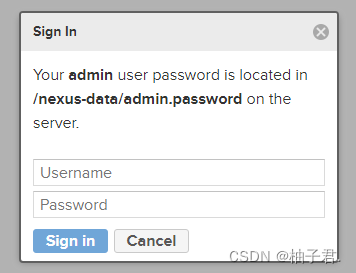 Sign In
Your admin user password is located in
/nexus-data/admin.password on the
server.
Username
Password
Sign in Cancel
CSDN @柚子君.